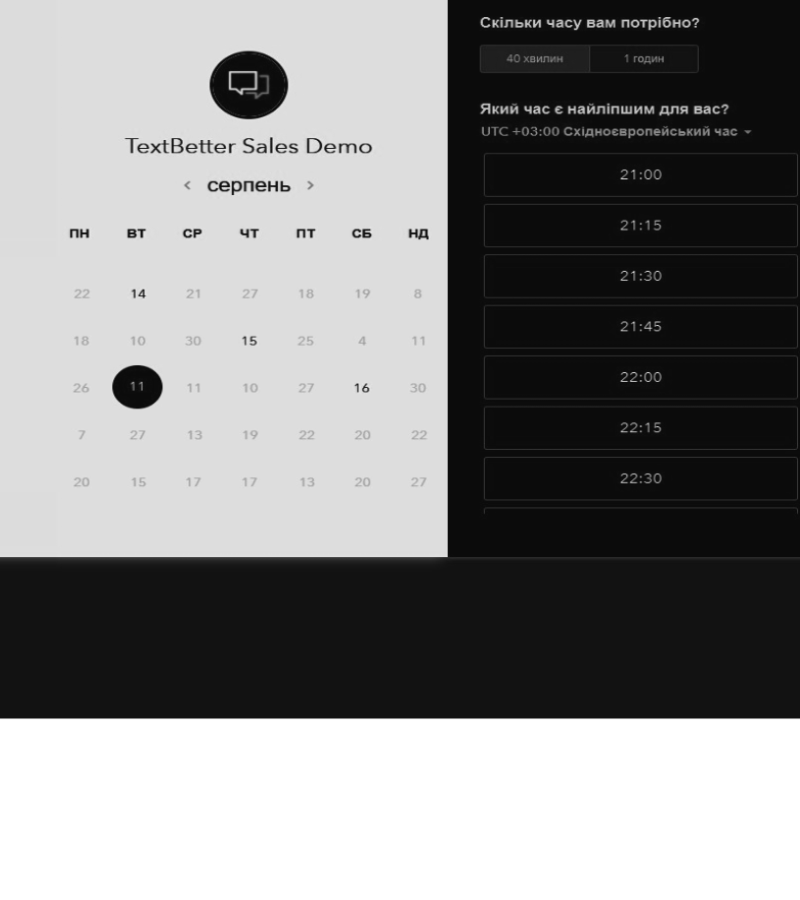 TextBetter Sales Demo
< серпень >
ПН ВТ СР ЧТ ПТ СБ НД
22 14 21 27 18 19 8
18 10 30 15 25 4 11
26 11 11 10 27 16 30
7 27 13 19 22 20 22
20 15 17 17 13 20 27
Скільки часу вам потрібно?
40 хвилин 1 годин
Який час є найліпшим для вас?
UTC +03:00 Східноєвропейський час
21:00
21:15
21:30
21:45
22:00
22:15
22:30